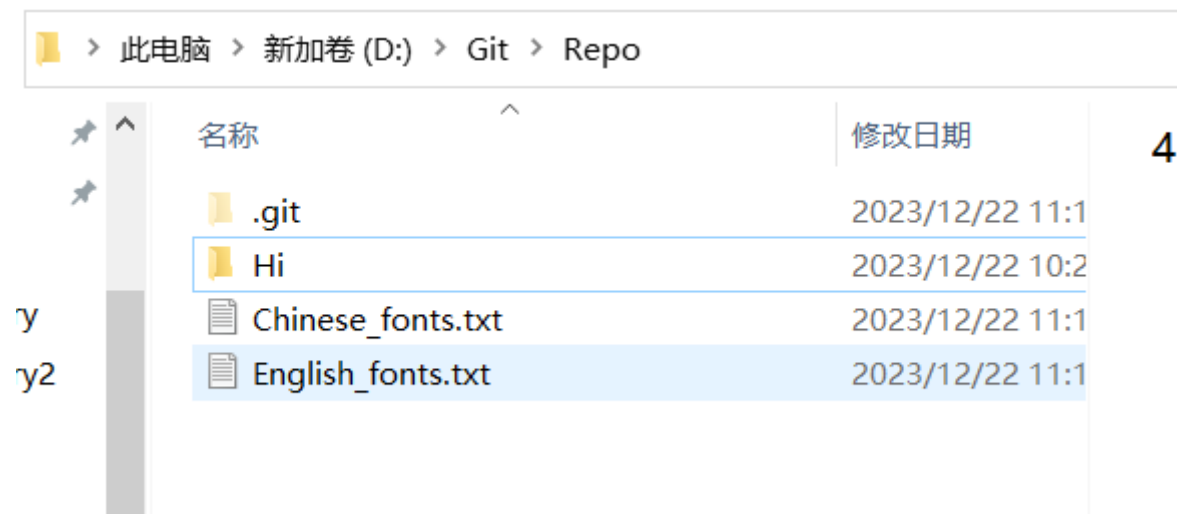 此电脑 > 新加卷 (D:) > Git > Repo
名称 修改日期
4
.git 2023/12/22 11:1
Hi 2023/12/22 10:2
ry Chinese_fonts.txt 2023/12/22 11:1
ry2 English_fonts.txt 2023/12/22 11:1